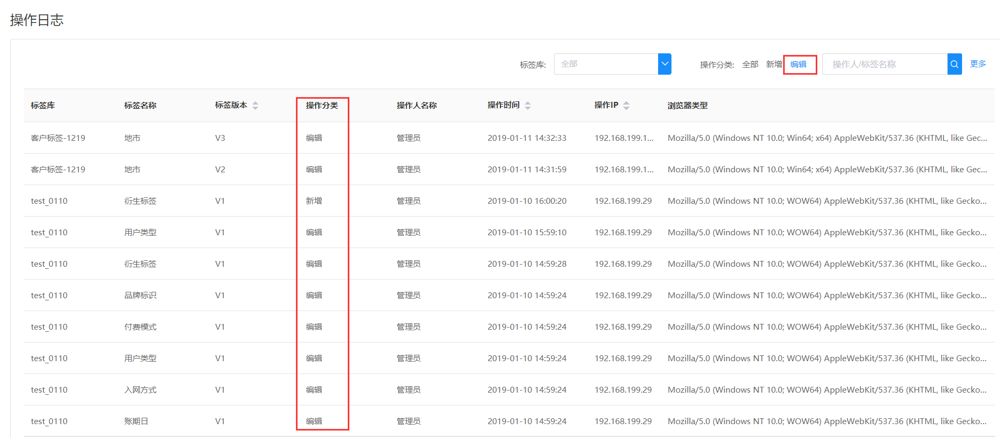 操作日志
标签库: 全部 操作分类: 全部 新增 编辑 操作人/标签名称 更多
标签库 标签名称 标签版本 操作分类 操作人名称 操作时间 操作IP 浏览器类型
客户标签-1219 地市 V3 编辑 管理员 2019-01-11 14:32:33 192.168.199.1... Mozilla/5.0 (Windows NT 10.0; Win64; x64) AppleWebKit/537.36 (KHTML, like Gec...
客户标签-1219 地市 V2 编辑 管理员 2019-01-11 14:31:59 192.168.199.1... Mozilla/5.0 (Windows NT 10.0; Win64; x64) AppleWebKit/537.36 (KHTML, like Gec...
test_0110 衍生标签 V1 新增 管理员 2019-01-10 16:00:20 192.168.199.29 Mozilla/5.0 (Windows NT 10.0; WOW64) AppleWebKit/537.36 (KHTML, like Gecko...
test_0110 用户类型 V1 编辑 管理员 2019-01-10 15:59:10 192.168.199.29 Mozilla/5.0 (Windows NT 10.0; WOW64) AppleWebKit/537.36 (KHTML, like Gecko...
test_0110 衍生标签 V1 编辑 管理员 2019-01-10 14:59:28 192.168.199.29 Mozilla/5.0 (Windows NT 10.0; WOW64) AppleWebKit/537.36 (KHTML, like Gecko...
test_0110 品牌标识 V1 编辑 管理员 2019-01-10 14:59:24 192.168.199.29 Mozilla/5.0 (Windows NT 10.0; WOW64) AppleWebKit/537.36 (KHTML, like Gecko...
test_0110 付费模式 V1 编辑 管理员 2019-01-10 14:59:24 192.168.199.29 Mozilla/5.0 (Windows NT 10.0; WOW64) AppleWebKit/537.36 (KHTML, like Gecko...
test_0110 用户类型 V1 编辑 管理员 2019-01-10 14:59:24 192.168.199.29 Mozilla/5.0 (Windows NT 10.0; WOW64) AppleWebKit/537.36 (KHTML, like Gecko...
test_0110 入网方式 V1 编辑 管理员 2019-01-10 14:59:24 192.168.199.29 Mozilla/5.0 (Windows NT 10.0; WOW64) AppleWebKit/537.36 (KHTML, like Gecko...
test_0110 账期日 V1 编辑 管理员 2019-01-10 14:59:24 192.168.199.29 Mozilla/5.0 (Windows NT 10.0; WOW64) AppleWebKit/537.36 (KHTML, like Gecko...